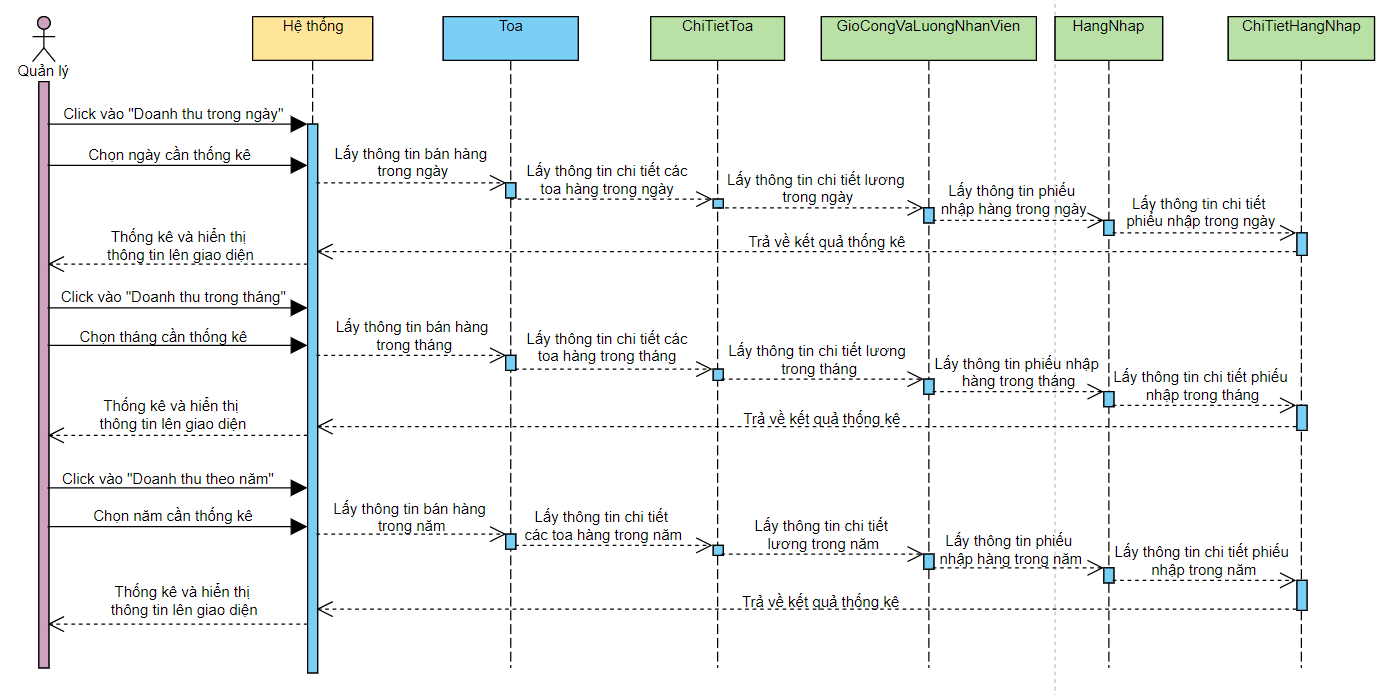 Quản lý
Hệ thống
Toa
ChiTietToa
GioCongVaLuongNhanVien
HangNhap
ChiTietHangNhap
Click vào "Doanh thu trong ngày"
Chọn ngày cần thống kê
Lấy thông tin bán hàng
trong ngày
Lấy thông tin chi tiết các
toa hàng trong ngày
Lấy thông tin chi tiết lương
trong ngày
Lấy thông tin phiếu
nhập hàng trong ngày
Lấy thông tin chi tiết
phiếu nhập trong ngày
Trả về kết quả thống kê
Thống kê và hiển thị
thông tin lên giao diện
Click vào "Doanh thu trong tháng"
Chọn tháng cần thống kê
Lấy thông tin bán hàng
trong tháng
Lấy thông tin chi tiết các
toa hàng trong tháng
Lấy thông tin chi tiết lương
trong tháng
Lấy thông tin phiếu nhập
hàng trong tháng
Lấy thông tin chi tiết phiếu
nhập trong tháng
Trả về kết quả thống kê
Thống kê và hiển thị
thông tin lên giao diện
Click vào "Doanh thu theo năm"
Chọn năm cần thống kê
Lấy thông tin bán hàng
trong năm
Lấy thông tin chi tiết
các toa hàng trong năm
Lấy thông tin chi tiết
lương trong năm
Lấy thông tin phiếu
nhập hàng trong năm
Lấy thông tin chi tiết phiếu
nhập trong năm
Trả về kết quả thống kê
Thống kê và hiển thị
thông tin lên giao diện